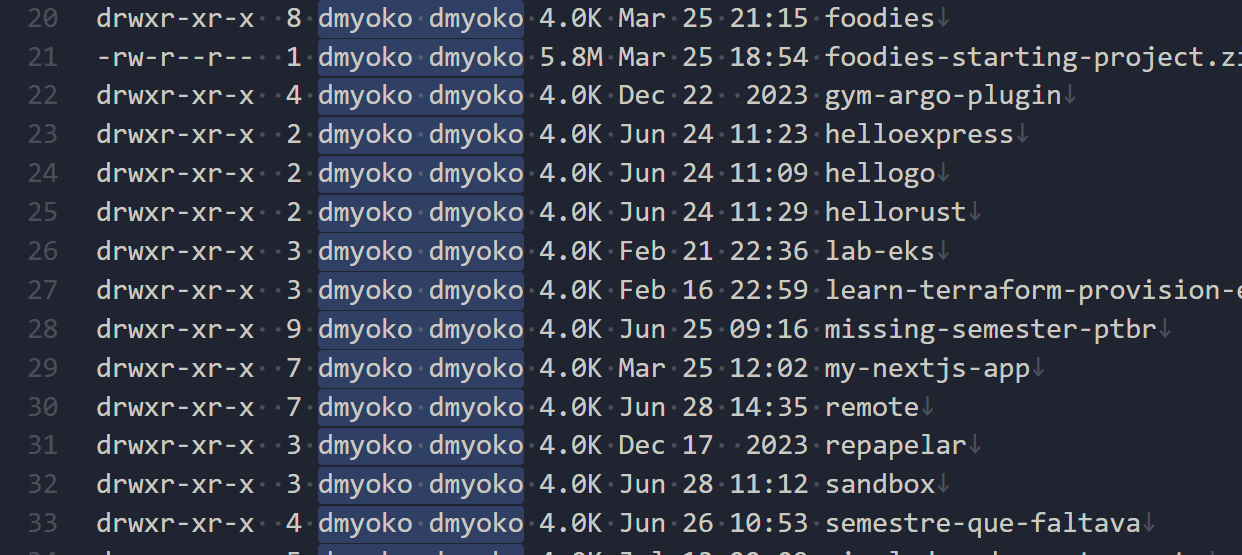 20 drwxr-xr-x 8 dmyoko dmyoko 4.0K Mar 25 21:15 foodies↓
21 -rw-r--r-- 1 dmyoko dmyoko 5.8M Mar 25 18:54 foodies-starting-project.zi
22 drwxr-xr-x 4 dmyoko dmyoko 4.0K Dec 22  2023 gym-argo-plugin↓
23 drwxr-xr-x 2 dmyoko dmyoko 4.0K Jun 24 11:23 helloexpress↓
24 drwxr-xr-x 2 dmyoko dmyoko 4.0K Jun 24 11:09 hellogo↓
25 drwxr-xr-x 2 dmyoko dmyoko 4.0K Jun 24 11:29 hellorust↓
26 drwxr-xr-x 3 dmyoko dmyoko 4.0K Feb 21 22:36 lab-eks↓
27 drwxr-xr-x 3 dmyoko dmyoko 4.0K Feb 16 22:59 learn-terraform-provision-e
28 drwxr-xr-x 9 dmyoko dmyoko 4.0K Jun 25 09:16 missing-semester-ptbr↓
29 drwxr-xr-x 7 dmyoko dmyoko 4.0K Mar 25 12:02 my-nextjs-app↓
30 drwxr-xr-x 7 dmyoko dmyoko 4.0K Jun 28 14:35 remote↓
31 drwxr-xr-x 3 dmyoko dmyoko 4.0K Dec 17  2023 repapelar↓
32 drwxr-xr-x 3 dmyoko dmyoko 4.0K Jun 28 11:12 sandbox↓
33 drwxr-xr-x 4 dmyoko dmyoko 4.0K Jun 26 10:53 semestre-que-faltava↓